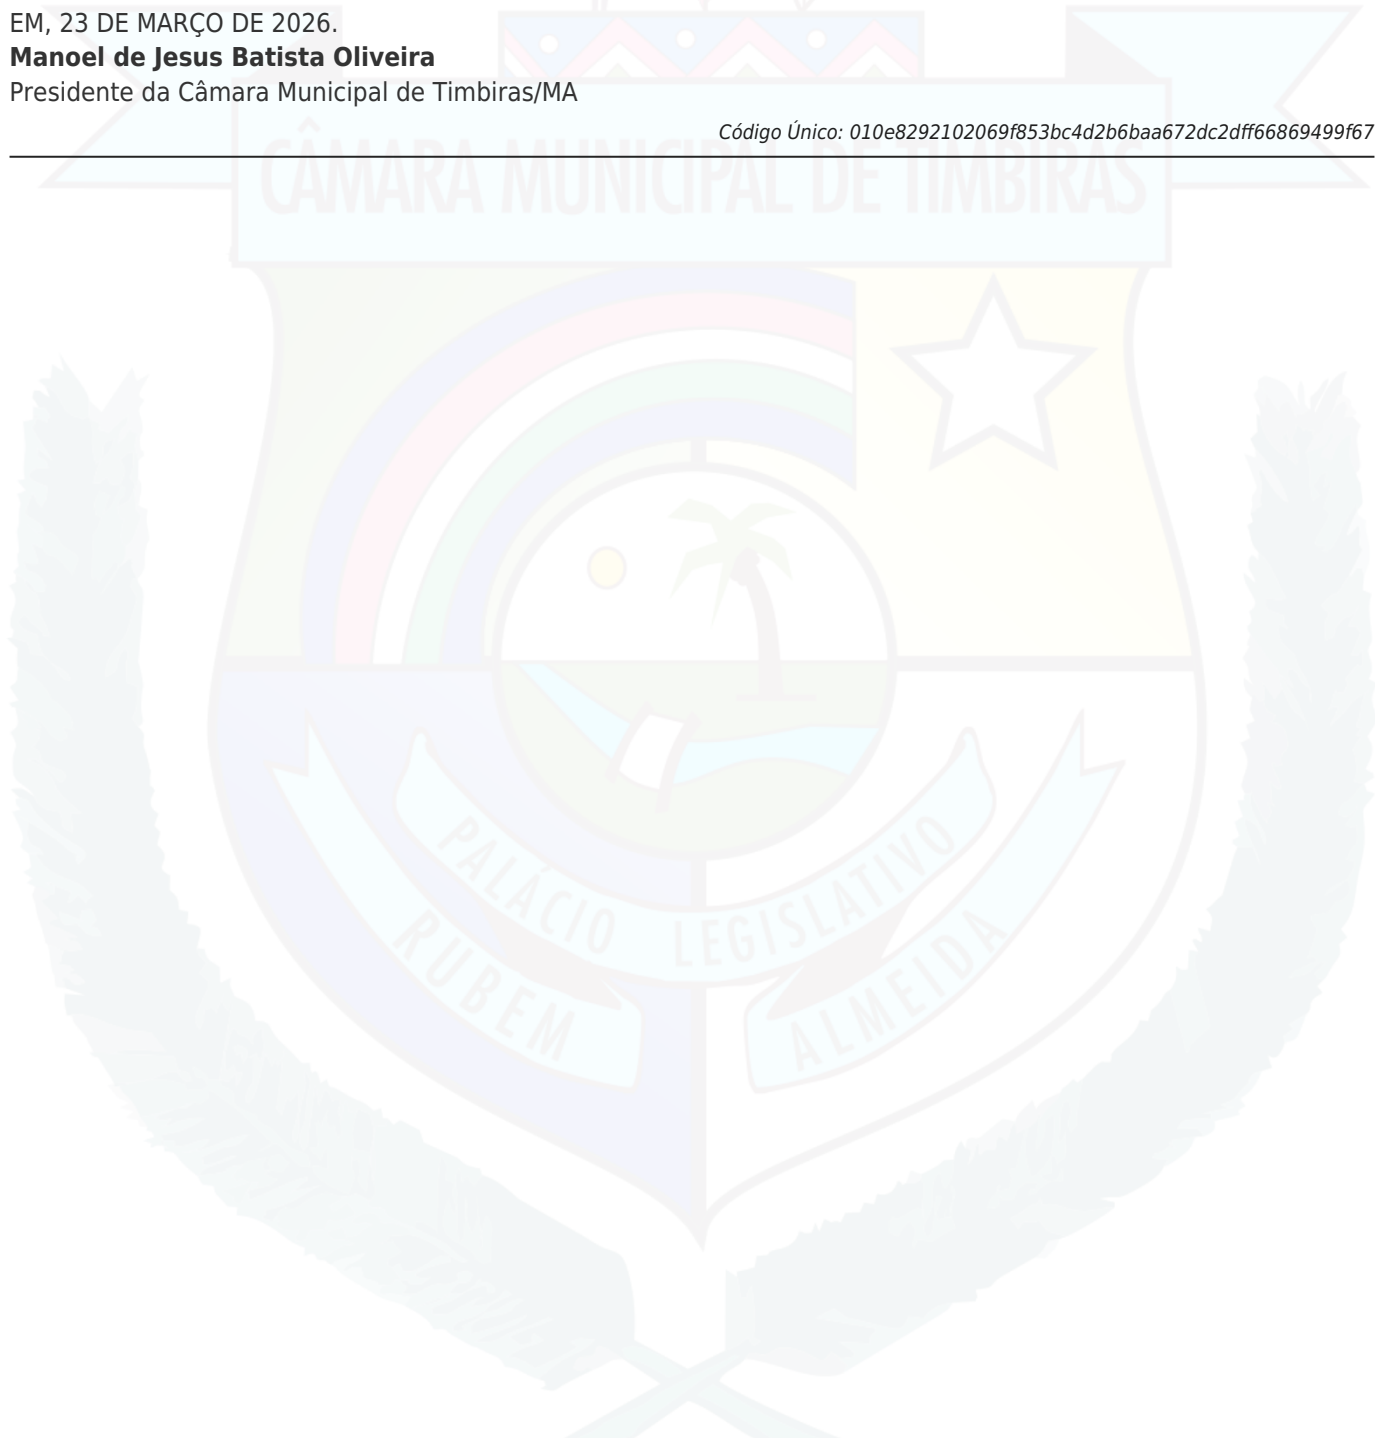 EM, 23 DE MARÇO DE 2026.
Manoel de Jesus Batista Oliveira
Presidente da Câmara Municipal de Timbiras/MA
Código Único: 010e8292102069f853bc4d2b6baa672dc2dff66869499f67
CÂMARA MUNICIPAL DE TIMBIRAS
PALÁCIO LEGISLATIVO
RUBEM ALMEIDA